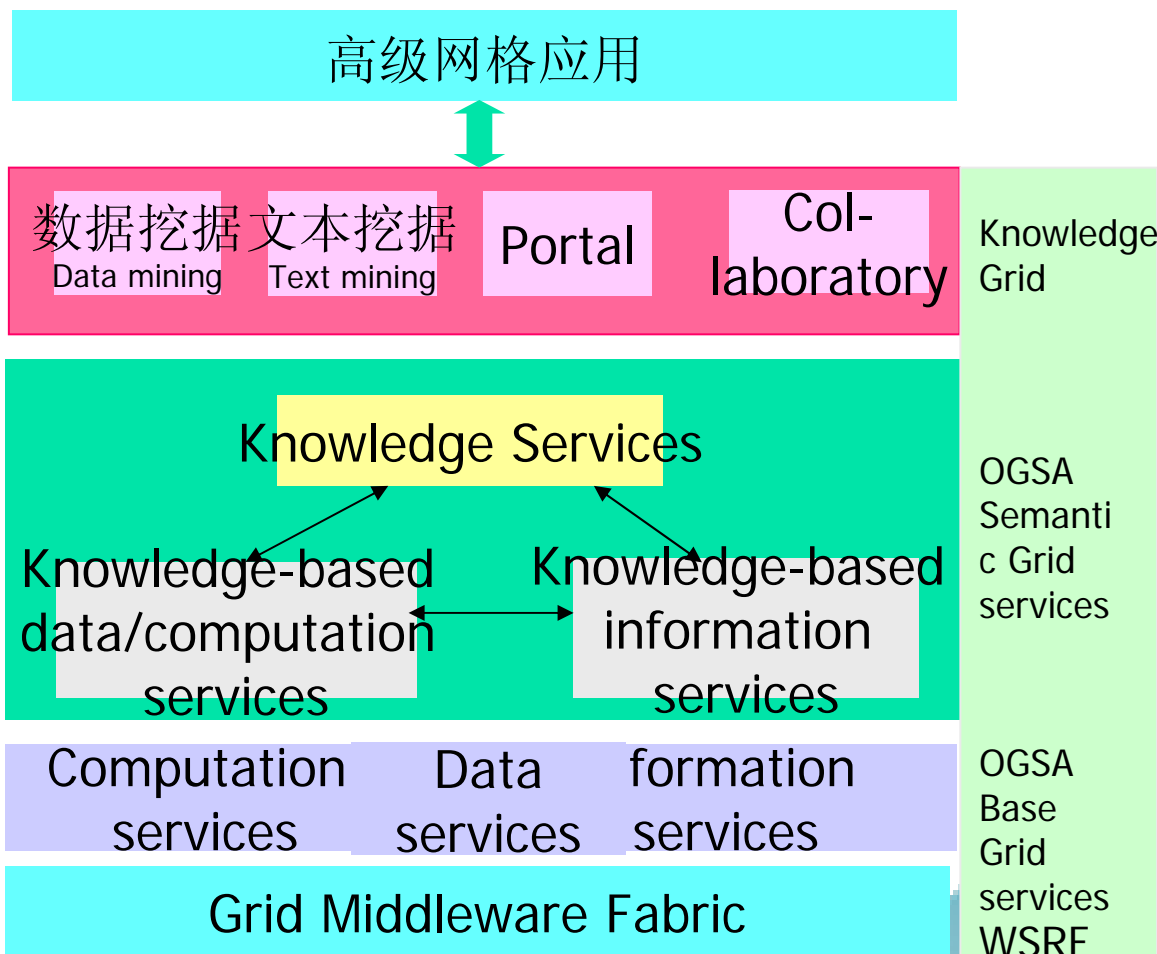 高级网格应用
数据挖据
Data mining
文本挖据
Text mining
Portal
Col-
laboratory
Knowledge
Grid
Knowledge Services
Knowledge-based
data/computation
services
Knowledge-based
information
services
OGSA
Semanti
c Grid
services
Computation
services
Data
services
formation
services
OGSA
Base
Grid
services
WSRF
Grid Middleware Fabric